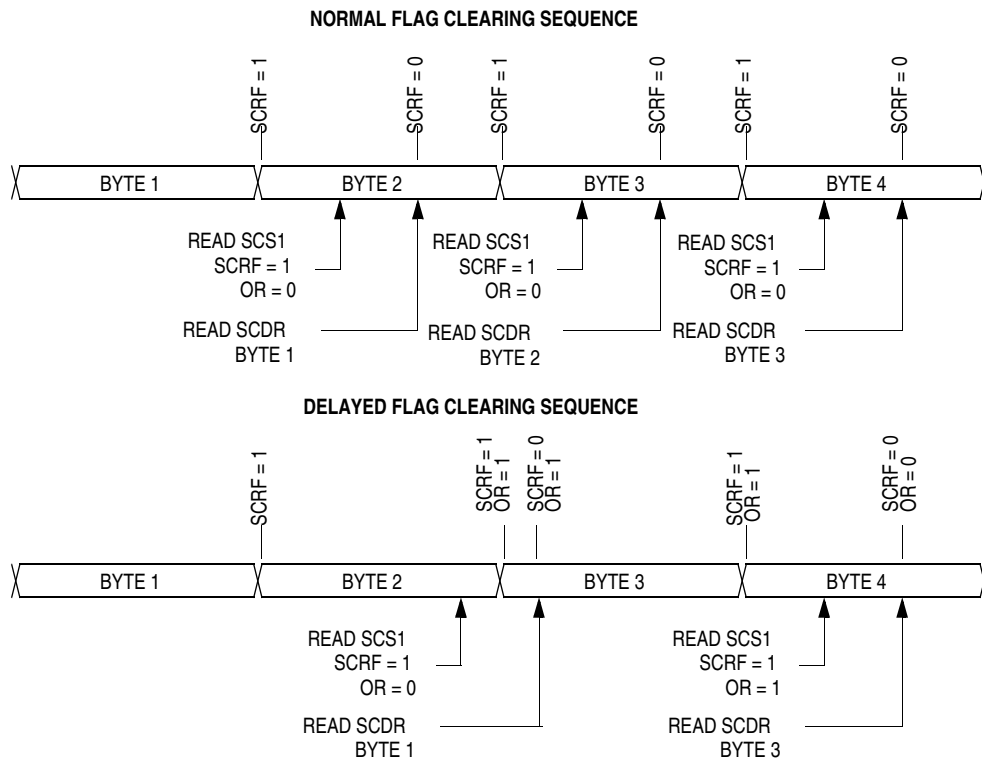 NORMAL FLAG CLEARING SEQUENCE
SCRF = 1
SCRF = 0
SCRF = 1
SCRF = 0
SCRF = 1
SCRF = 0
BYTE 1
BYTE 2
BYTE 3
BYTE 4
READ SCS1
SCRF = 1
OR = 0
READ SCS1
SCRF = 1
OR = 0
READ SCS1
SCRF = 1
OR = 0
READ SCDR
BYTE 1
READ SCDR
BYTE 2
READ SCDR
BYTE 3
DELAYED FLAG CLEARING SEQUENCE
SCRF = 1
SCRF = 1
OR = 1
SCRF = 0
OR = 1
SCRF = 1
OR = 1
SCRF = 0
OR = 0
BYTE 1
BYTE 2
BYTE 3
BYTE 4
READ SCS1
SCRF = 1
OR = 0
READ SCS1
SCRF = 1
OR = 1
READ SCDR
BYTE 1
READ SCDR
BYTE 3